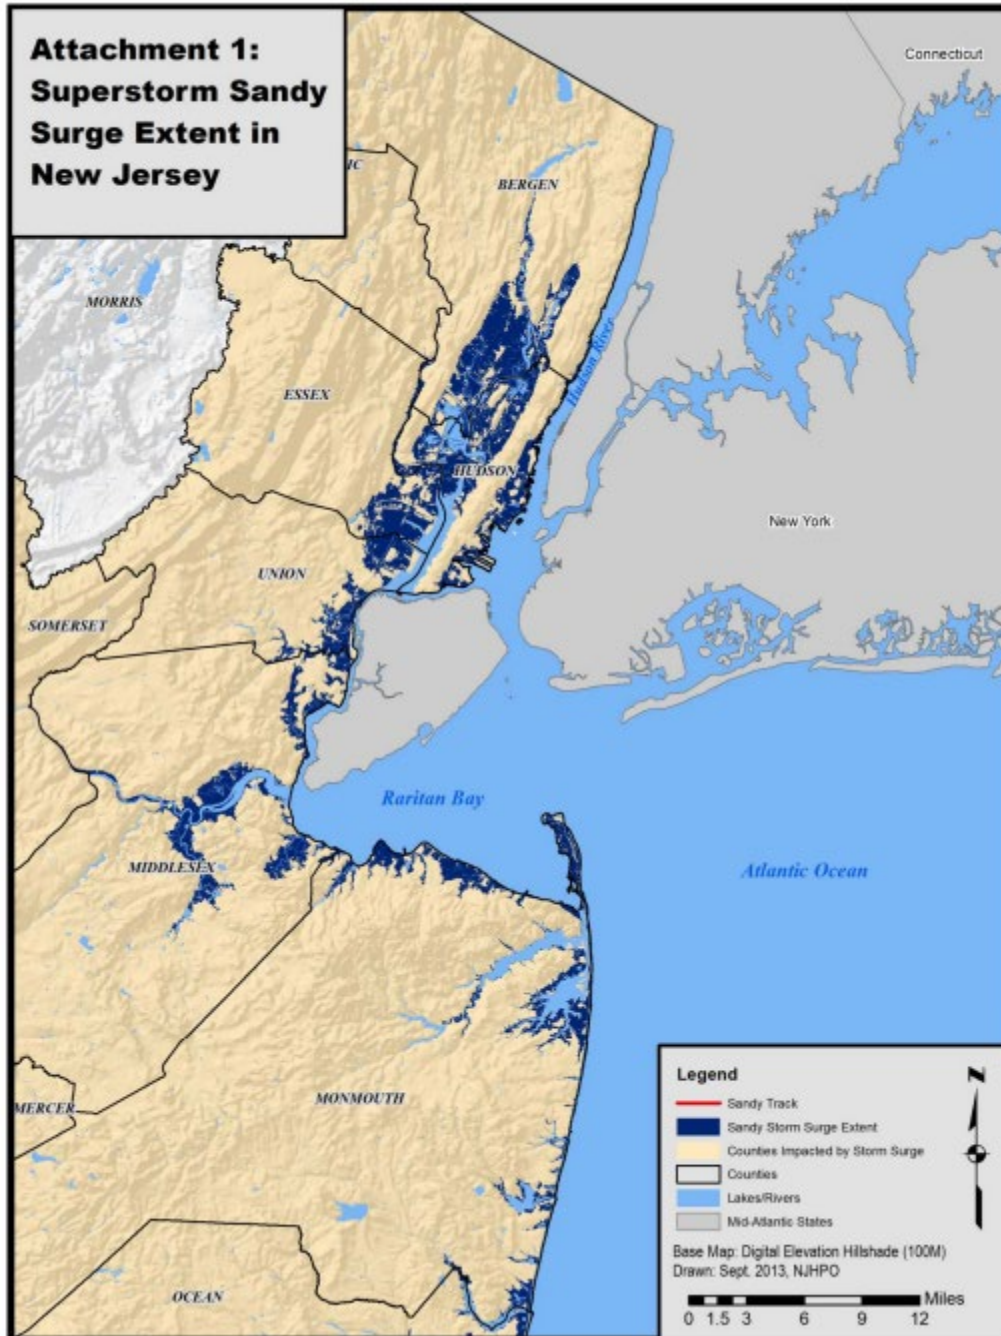 Attachment 1:
Superstorm Sandy
Surge Extent in
New Jersey
Connecticut
IC
BERGEN
MORRIS
Hudson River
ESSEX
HUDSON
New York
UNION
SOMERSET
Raritan Bay
MIDDLESEX
Atlantic Ocean
MONMOUTH
MERCER
OCEAN
Legend
N
Sandy Track
Sandy Storm Surge Extent
Counties Impacted by Storm Surge
Counties
Lakes/Rivers
Mid-Atlantic States
Base Map: Digital Elevation Hillshade (100M)
Drawn: Sept. 2013, NJHPO
Miles
0 1.5 3 6 9 12